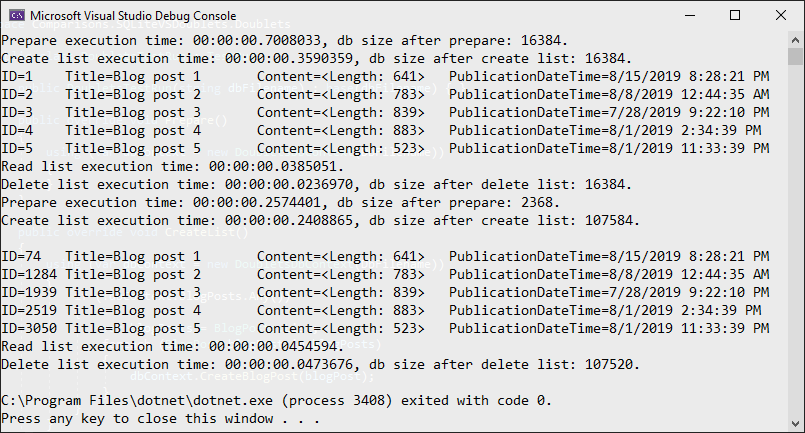 Microsoft Visual Studio Debug Console
Prepare execution time: 00:00:00.7008033, db size after prepare: 16384.
Create list execution time: 00:00:00.3590359, db size after create list: 16384.
ID=1    Title=Blog post 1       Content=<Length: 641>   PublicationDateTime=8/15/2019 8:28:21 PM
ID=2    Title=Blog post 2       Content=<Length: 783>   PublicationDateTime=8/8/2019 12:44:35 AM
ID=3    Title=Blog post 3       Content=<Length: 839>   PublicationDateTime=7/28/2019 9:22:10 PM
ID=4    Title=Blog post 4       Content=<Length: 883>   PublicationDateTime=8/1/2019 2:34:39 PM
ID=5    Title=Blog post 5       Content=<Length: 523>   PublicationDateTime=8/1/2019 11:33:39 PM
Read list execution time: 00:00:00.0385051.
Delete list execution time: 00:00:00.0236970, db size after delete list: 16384.
Prepare execution time: 00:00:00.2574401, db size after prepare: 2368.
Create list execution time: 00:00:00.2408865, db size after create list: 107584.
ID=74   Title=Blog post 1       Content=<Length: 641>   PublicationDateTime=8/15/2019 8:28:21 PM
ID=1284 Title=Blog post 2       Content=<Length: 783>   PublicationDateTime=8/8/2019 12:44:35 AM
ID=1939 Title=Blog post 3       Content=<Length: 839>   PublicationDateTime=7/28/2019 9:22:10 PM
ID=2519 Title=Blog post 4       Content=<Length: 883>   PublicationDateTime=8/1/2019 2:34:39 PM
ID=3050 Title=Blog post 5       Content=<Length: 523>   PublicationDateTime=8/1/2019 11:33:39 PM
Read list execution time: 00:00:00.0454594.
Delete list execution time: 00:00:00.0473676, db size after delete list: 107520.
C:\Program Files\dotnet\dotnet.exe (process 3408) exited with code 0.
Press any key to close this window . . .